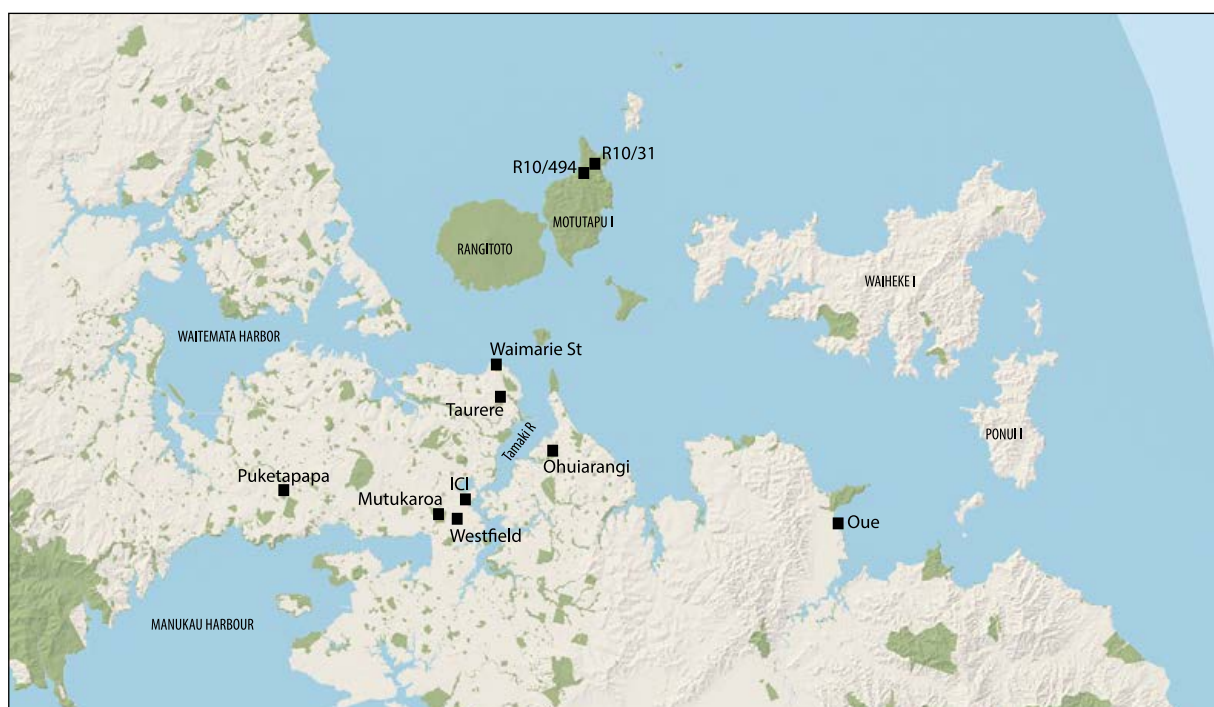 R10/31
R10/494
MOTUTAPU I
RANGITOTO
WAIHEKE I
WAITEMATA HARBOR
Waimarie St
Taurere
Tamaki R
PONUI I
Ohuiarangi
Puketapapa
ICI
Mutukaroa
Westfield
Oue
MANUKAU HARBOUR